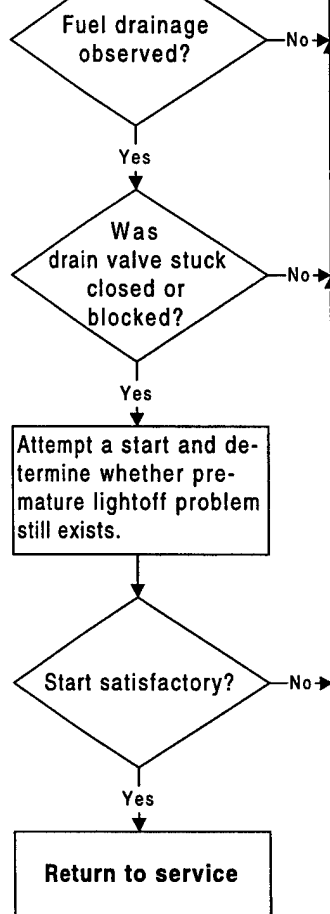 Fuel drainage
observed?
No
Yes
Was
drain valve stuck
closed or
blocked?
No
Yes
Attempt a start and de-
termine whether pre-
mature lightoff problem
still exists.
Start satisfactory?
No
Yes
Return to service